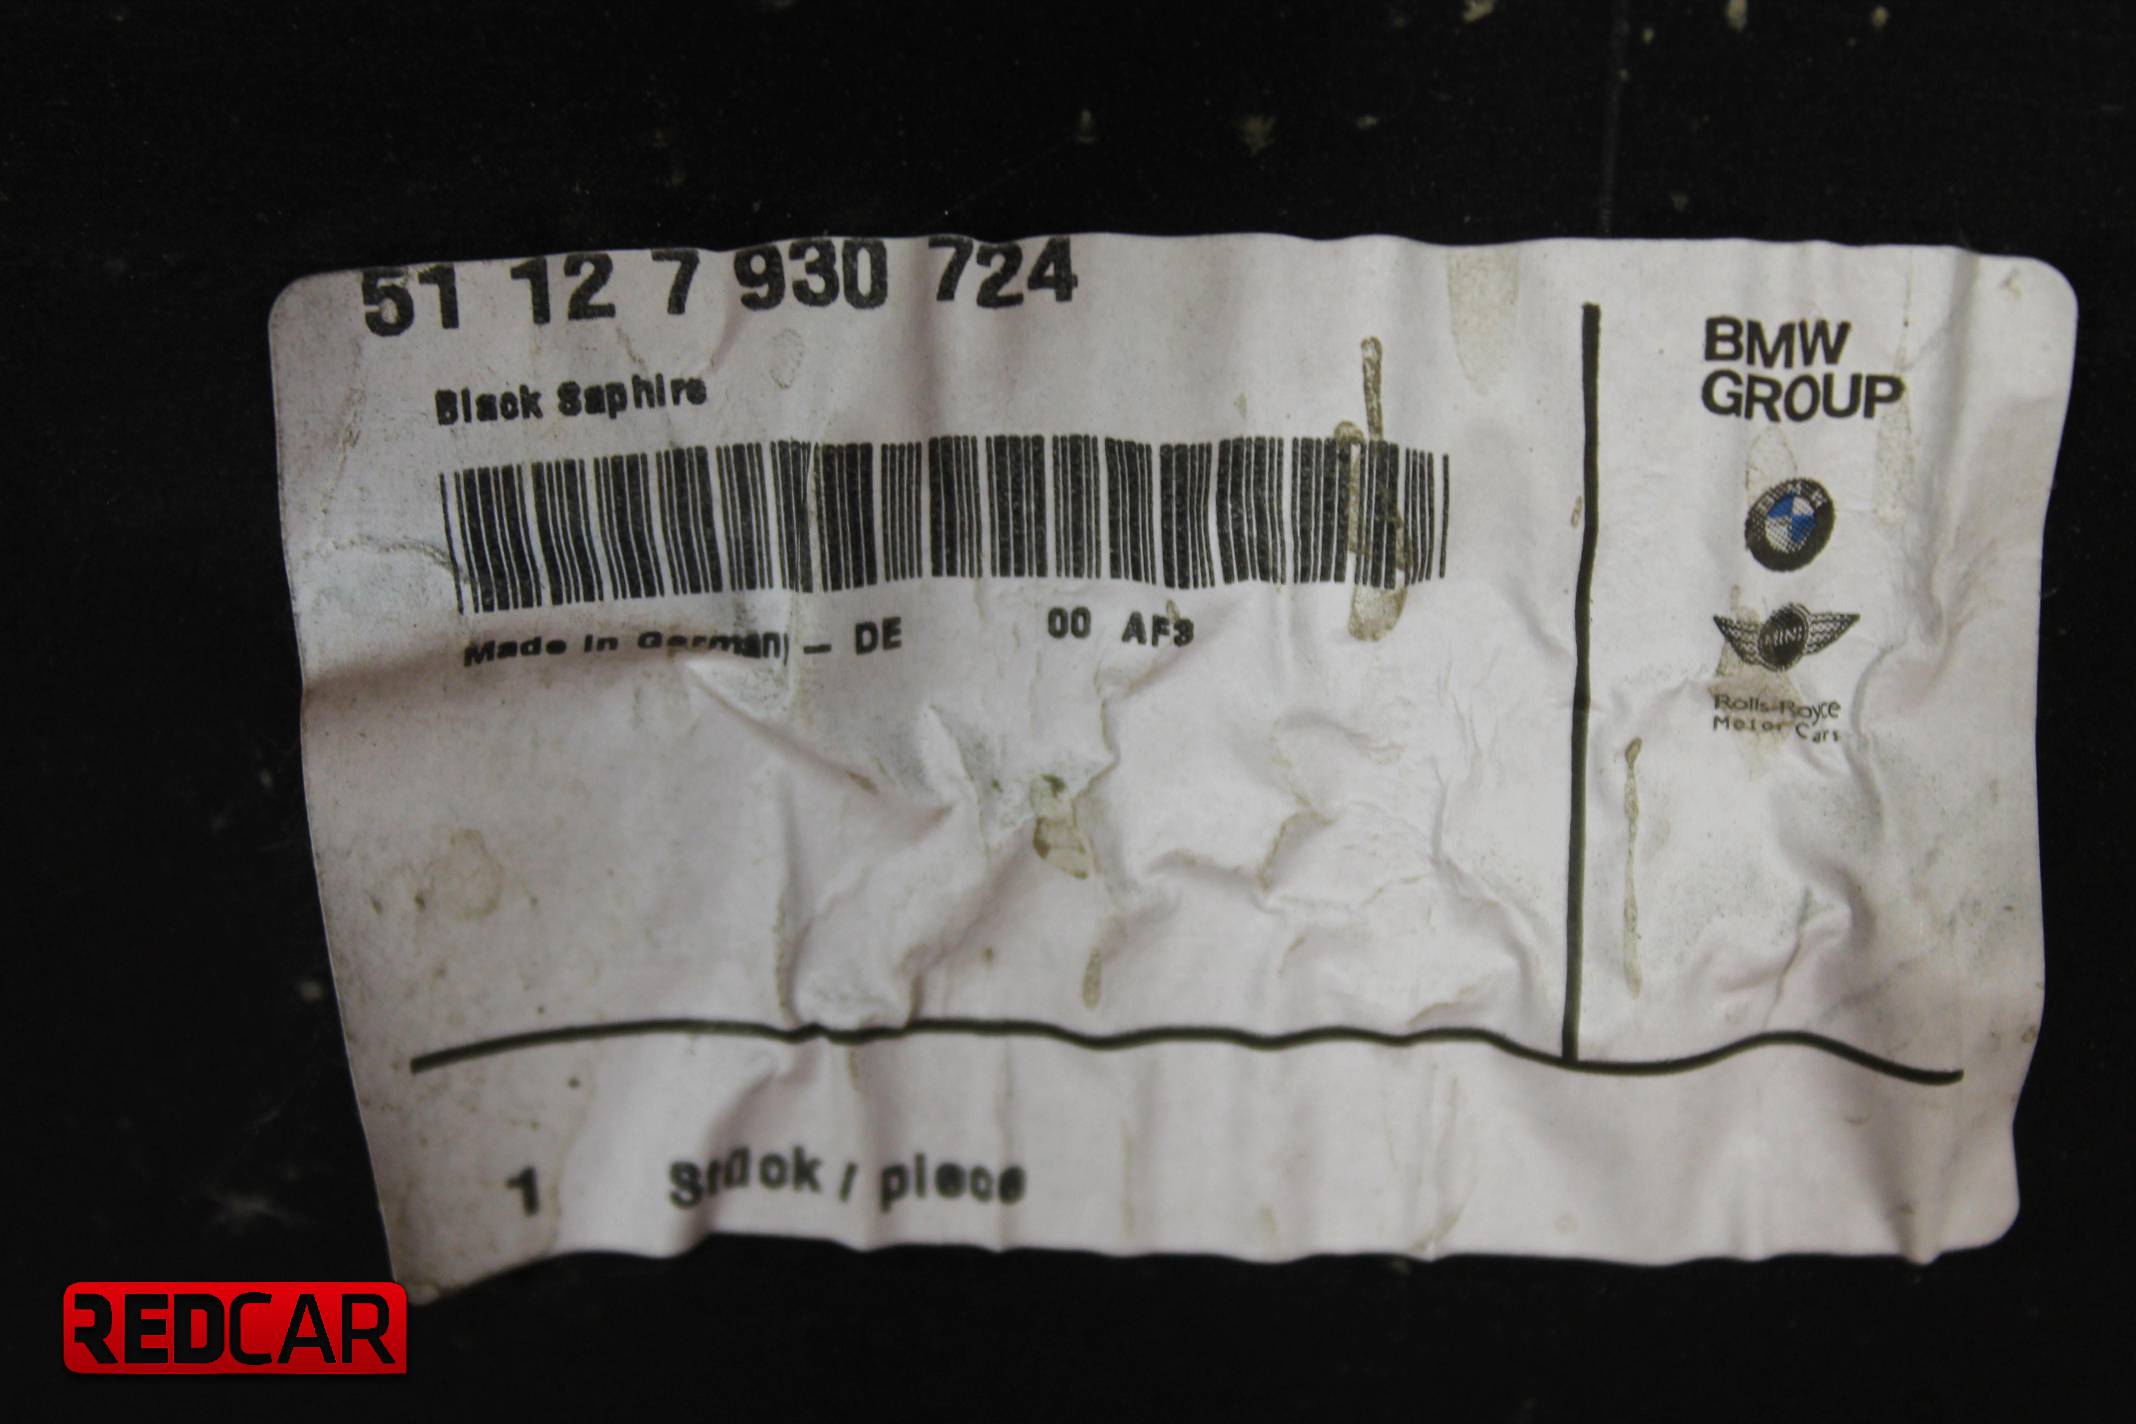 51 12 7 930 724
Black Saphire
Made in Germany – DE 00 AF3
BMW
GROUP
MINI
Rolls-Royce
Motor Cars
1 Stück / piece
REDCAR